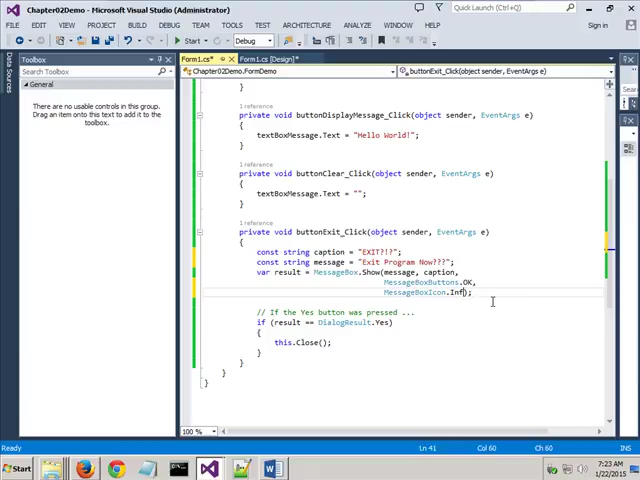 Chapter02Demo - Microsoft Visual Studio (Administrator)
Quick Launch (Ctrl+Q)
FILE EDIT VIEW PROJECT BUILD DEBUG TEAM TOOLS TEST ARCHITECTURE ANALYZE WINDOW HELP
Sign in
Start Debug
Data Sources
Toolbox
Search Toolbox
General
There are no usable controls in this group.
Drag an item onto this text to add it to the
toolbox.
Form1.cs* Form1.cs [Design]*
Chapter02Demo.FormDemo buttonExit_Click(object sender, EventArgs e)
}
1 reference
private void buttonDisplayMessage_Click(object sender, EventArgs e)
{
textBoxMessage.Text = "Hello World!";
}
1 reference
private void buttonClear_Click(object sender, EventArgs e)
{
textBoxMessage.Text = "";
}
1 reference
private void buttonExit_Click(object sender, EventArgs e)
{
const string caption = "EXIT?!?";
const string message = "Exit Program Now???";
var result = MessageBox.Show(message, caption,
MessageBoxButtons.OK,
MessageBoxIcon.Inf);
// If the Yes button was pressed ...
if (result == DialogResult.Yes)
{
this.Close();
}
}
}
}
100 %
Ready Ln 41 Col 60 Ch 60 INS
Start
7:23 AM
1/22/2015